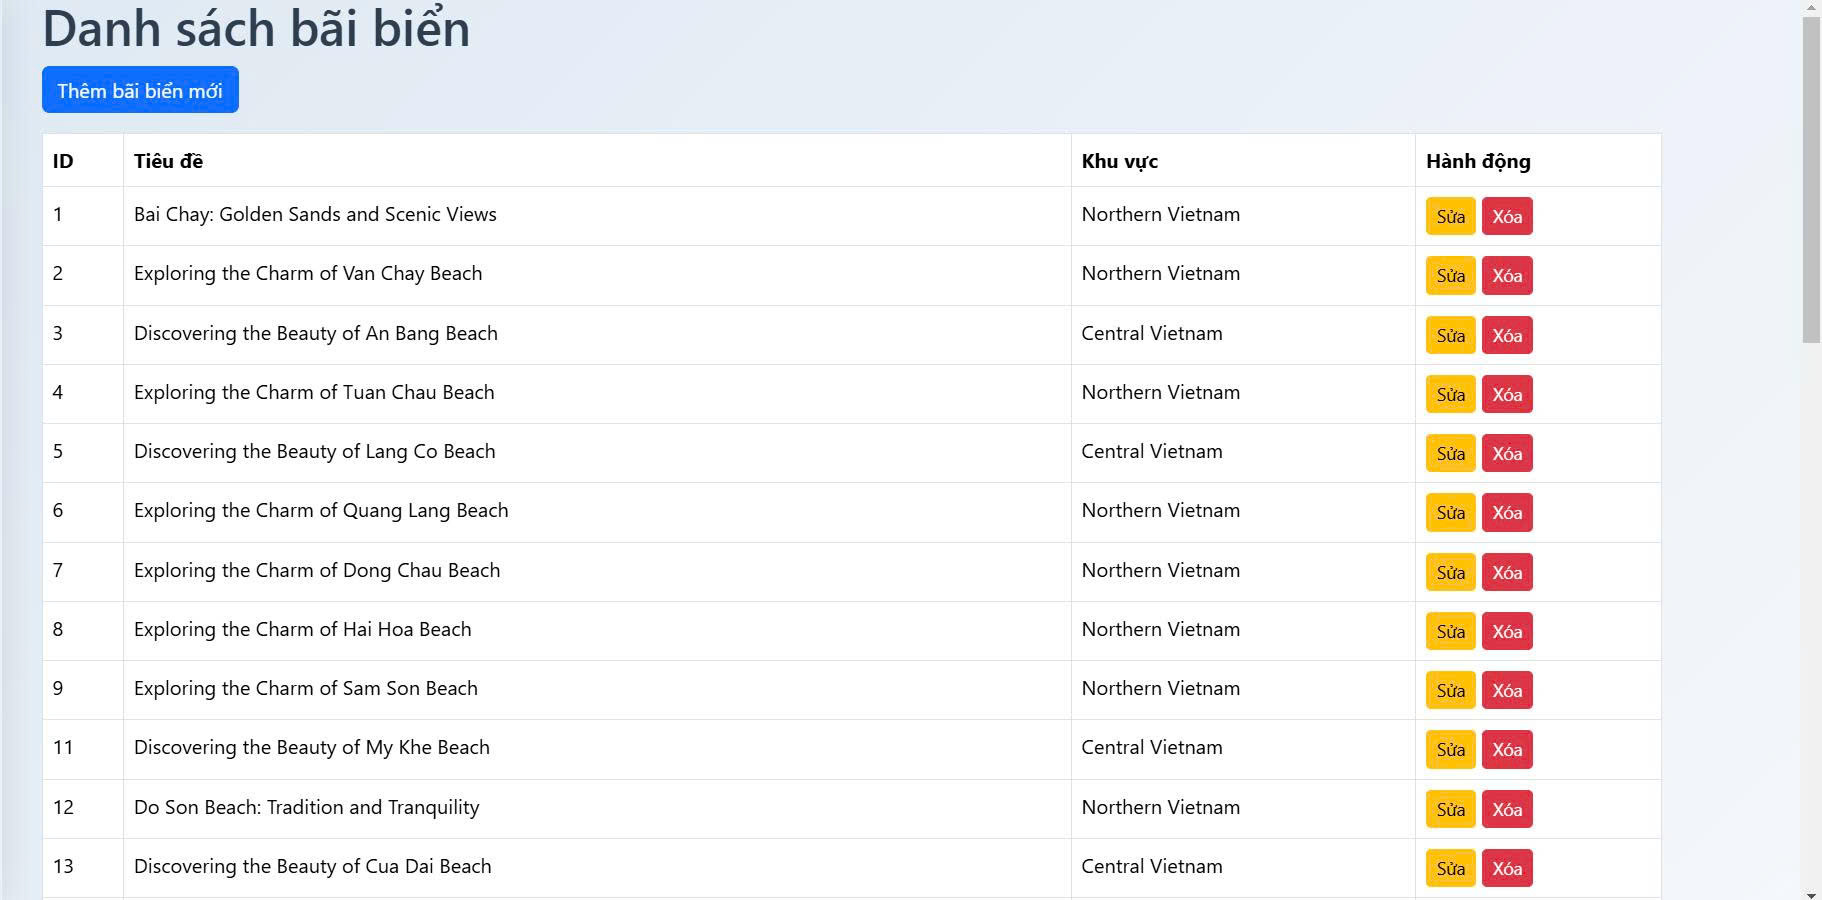 Danh sách bãi biển
Thêm bãi biển mới
ID Tiêu đề Khu vực Hành động
1 Bai Chay: Golden Sands and Scenic Views Northern Vietnam Sửa Xóa
2 Exploring the Charm of Van Chay Beach Northern Vietnam Sửa Xóa
3 Discovering the Beauty of An Bang Beach Central Vietnam Sửa Xóa
4 Exploring the Charm of Tuan Chau Beach Northern Vietnam Sửa Xóa
5 Discovering the Beauty of Lang Co Beach Central Vietnam Sửa Xóa
6 Exploring the Charm of Quang Lang Beach Northern Vietnam Sửa Xóa
7 Exploring the Charm of Dong Chau Beach Northern Vietnam Sửa Xóa
8 Exploring the Charm of Hai Hoa Beach Northern Vietnam Sửa Xóa
9 Exploring the Charm of Sam Son Beach Northern Vietnam Sửa Xóa
11 Discovering the Beauty of My Khe Beach Central Vietnam Sửa Xóa
12 Do Son Beach: Tradition and Tranquility Northern Vietnam Sửa Xóa
13 Discovering the Beauty of Cua Dai Beach Central Vietnam Sửa Xóa